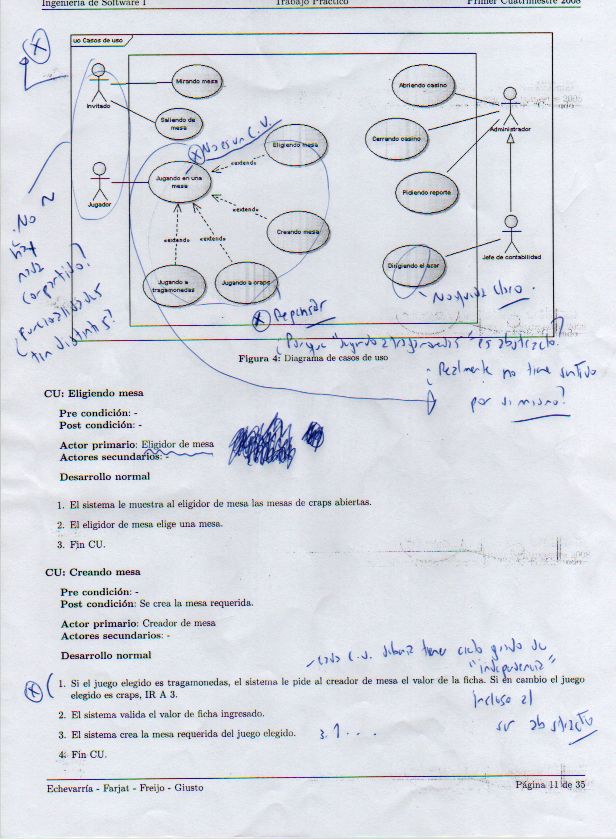 Ingeniería de Software I Trabajo Práctico Primer Cuatrimestre 2008
uc Casos de uso
Invitado
Mirando mesa
Saliendo de
mesa
Abriendo casino
Administrador
Cerrando casino
No es un C.U.
Eligiendo mesa
«extend»
Jugador
Jugando en una
mesa
Pidiendo reporte
«extend»
Creando mesa
«extend»
«extend»
Jugando a
tragamonedas
Jugando a craps
Dirigiendo el azar
Jefe de contabilidad
No
hay
nada
compartido?
Funcionalidades
tan distintas?
No queda claro.
Repensar
¿Porque "jugando a tragamonedas" es abstracto?
Figura 4: Diagrama de casos de uso
¿Realmente no tiene sentido
por si mismo?
CU: Eligiendo mesa
Pre condición: -
Post condición: -
Actor primario: Eligidor de mesa
Actores secundarios: -
Desarrollo normal
1. El sistema le muestra al eligidor de mesa las mesas de craps abiertas.
2. El eligidor de mesa elige una mesa.
3. Fin CU.
CU: Creando mesa
Pre condición: -
Post condición: Se crea la mesa requerida.
Actor primario: Creador de mesa
Actores secundarios: -
Desarrollo normal
cada C.U. debería tener cierto grado de
"independencia"
1. Si el juego elegido es tragamonedas, el sistema le pide al creador de mesa el valor de la ficha. Si en cambio el juego
elegido es craps, IR A 3.
incluso el
2. El sistema valida el valor de ficha ingresado.
ser abstracto
3. El sistema crea la mesa requerida del juego elegido. 3.1...
4. Fin CU.
Echevarría - Farjat - Freijo - Giusto Página 11 de 35